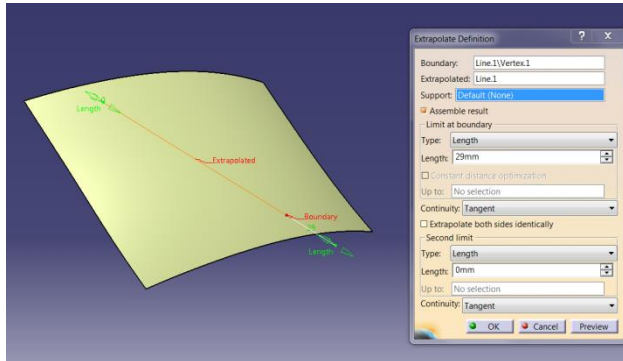 Extrapolate Definition ? x
Boundary: Line.1\Vertex.1
Extrapolated: Line.1
Support: Default (None)
Assemble result
Limit at boundary
Type: Length
Length: 29mm
Constant distance optimization
Up to: No selection
Continuity: Tangent
Extrapolate both sides identically
Second limit
Type: Length
Length: 0mm
Up to: No selection
Continuity: Tangent
OK Cancel Preview
Length
Extrapolated
Boundary
Length